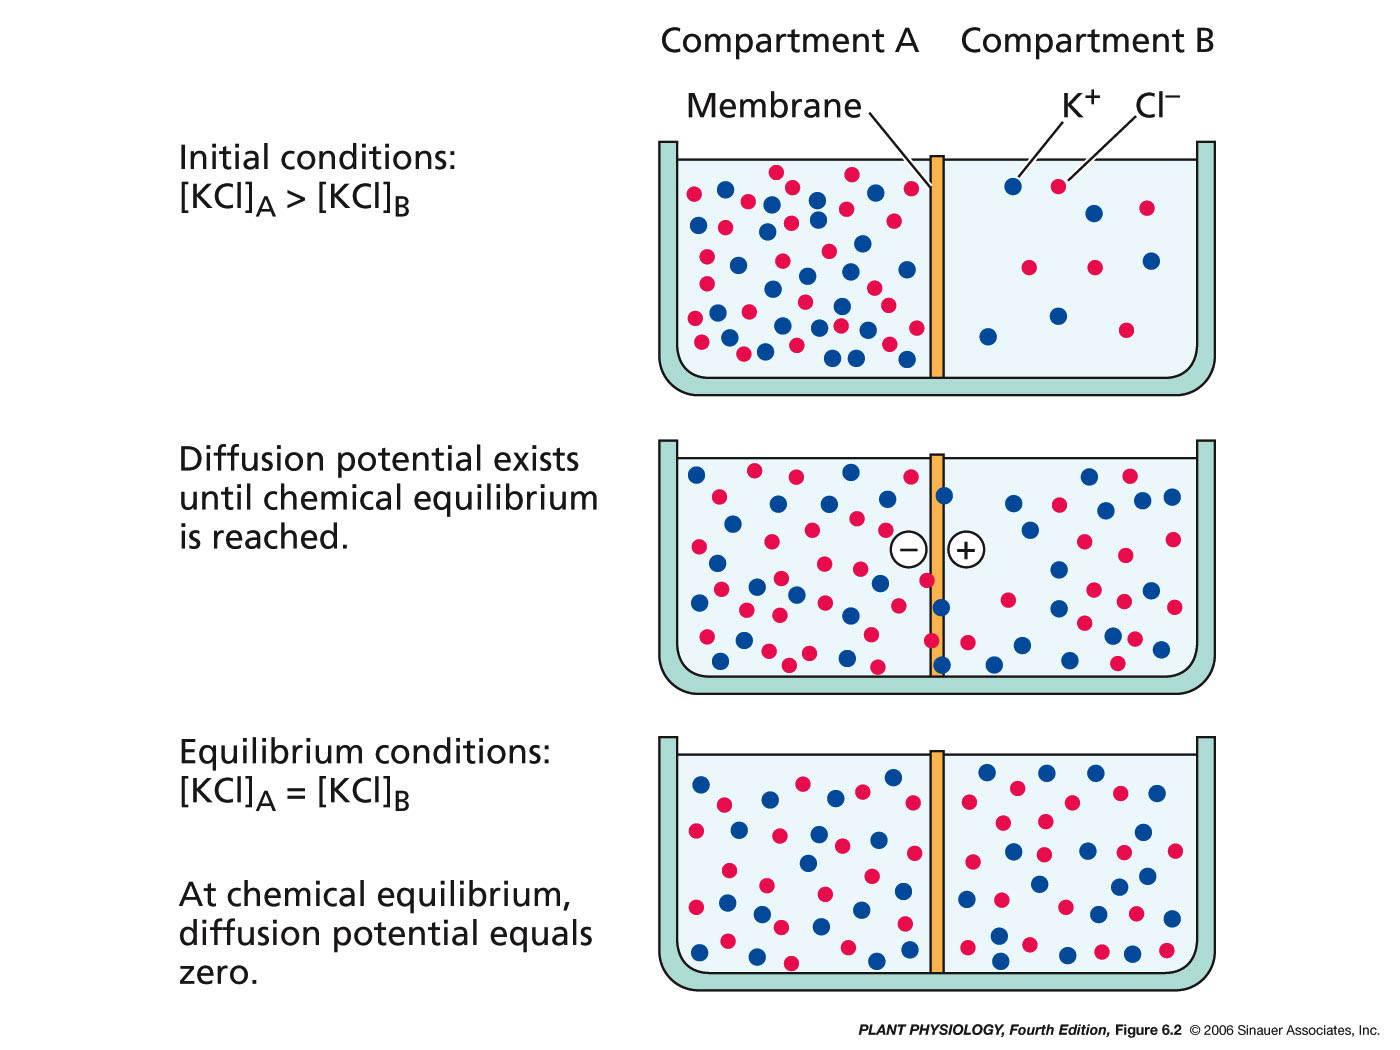 Compartment A
Compartment B
Membrane
K⁺
Cl⁻
Initial conditions:
[KCl]A > [KCl]B
Diffusion potential exists
until chemical equilibrium
is reached.
−
+
Equilibrium conditions:
[KCl]A = [KCl]B
At chemical equilibrium,
diffusion potential equals
zero.
PLANT PHYSIOLOGY, Fourth Edition, Figure 6.2 © 2006 Sinauer Associates, Inc.